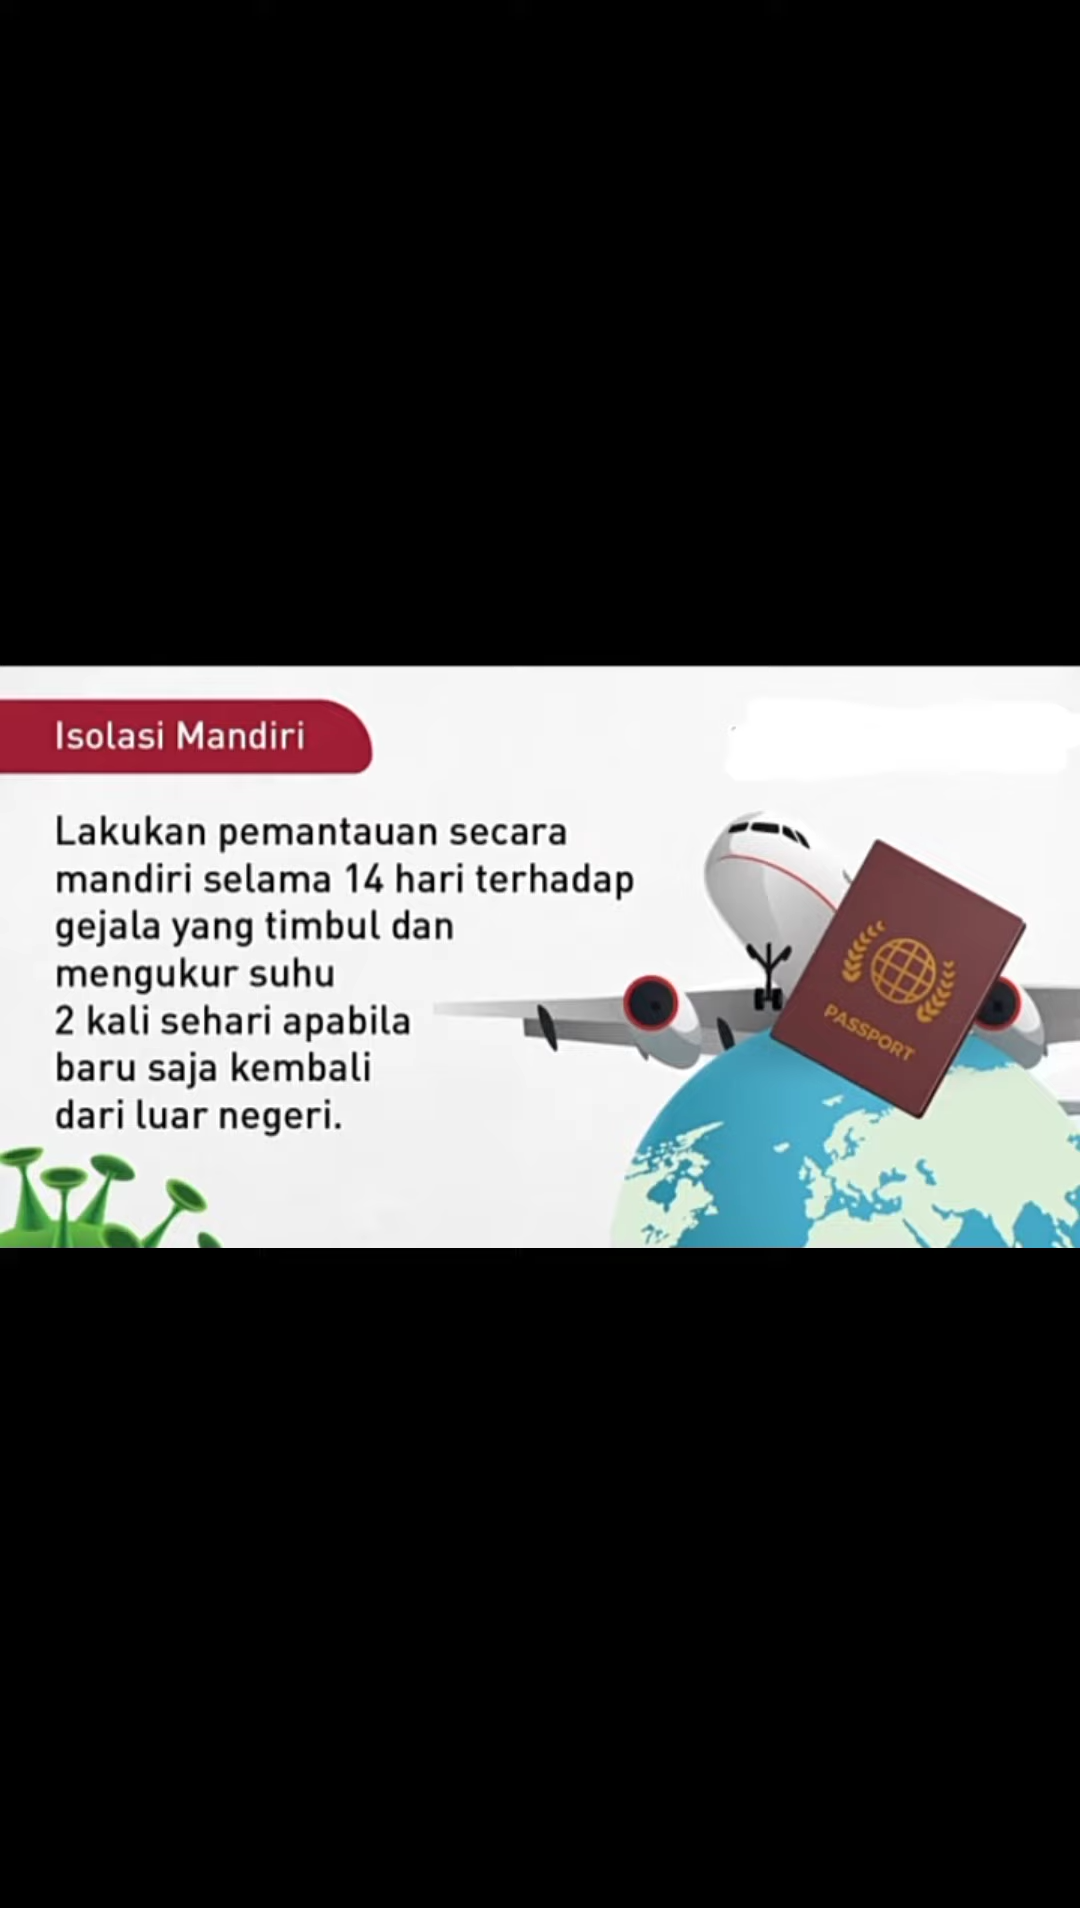 Isolasi Mandiri
Lakukan pemantauan secara
mandiri selama 14 hari terhadap
gejala yang timbul dan
mengukur suhu
2 kali sehari apabila
baru saja kembali
dari luar negeri.
PASSPORT